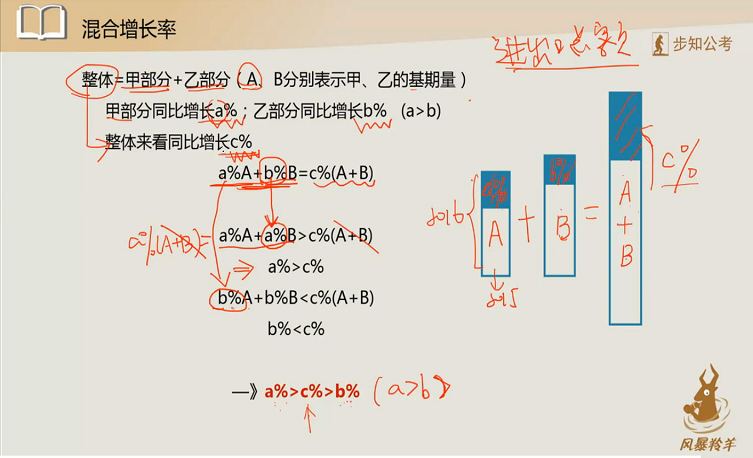 混合增长率
进出口总额
步知公考
整体=甲部分+乙部分（A、B分别表示甲、乙的基期量）
甲部分同比增长a%；乙部分同比增长b% (a>b)
整体来看同比增长c%
a%A+b%B=c%(A+B)
a%(A+B)=
a%A+a%B>c%(A+B)
⇒ a%>c%
b%A+b%B<c%(A+B)
b%<c%
—》a%>c%>b% (a>b)
2016
a%
A
2015
+
b%
B
=
A
+
B
c%
风暴羚羊